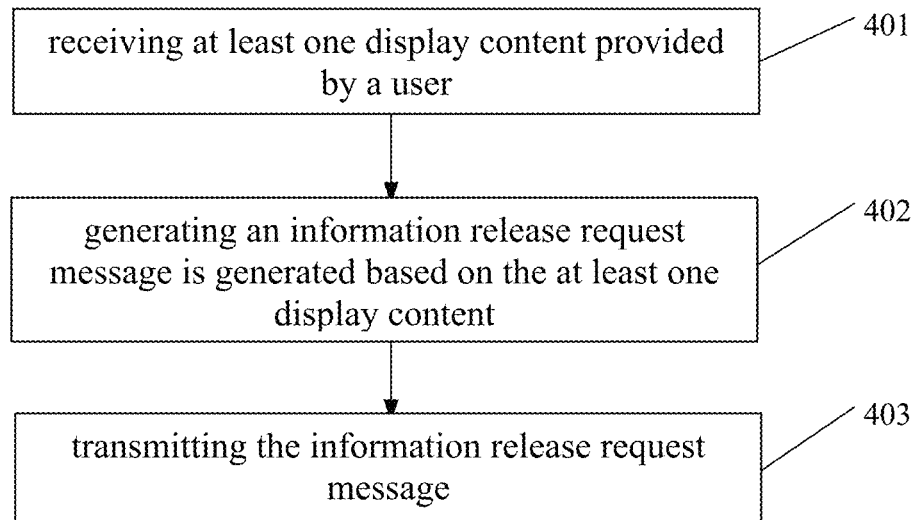 receiving at least one display content provided
by a user
401
generating an information release request
message is generated based on the at least one
display content
402
transmitting the information release request
message
403